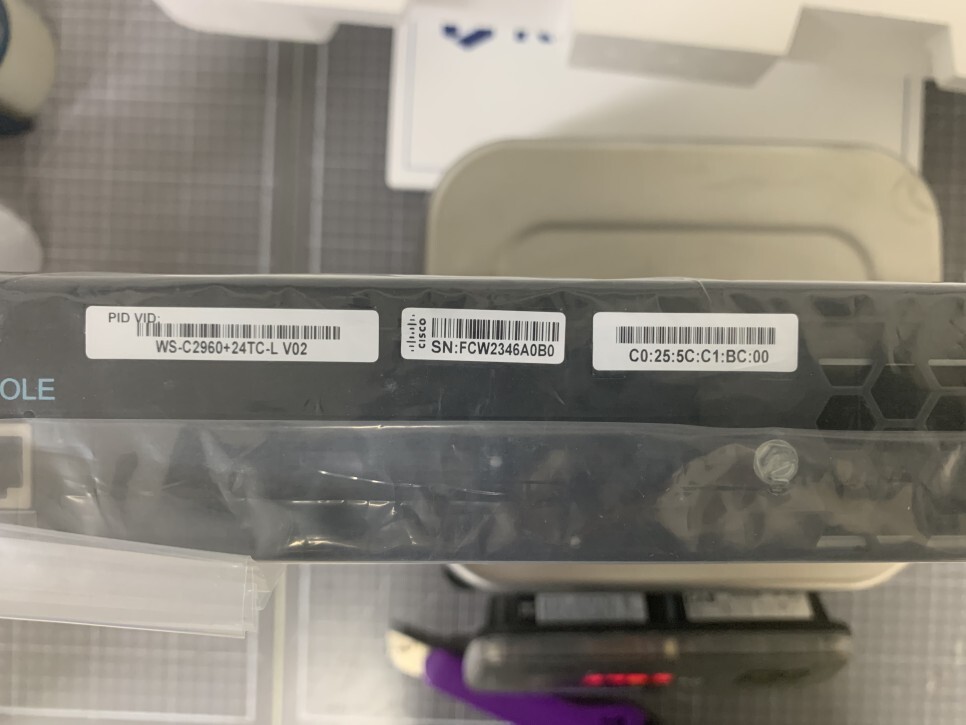 PID VID:
WS-C2960+24TC-L V02
CISCO
SN:FCW2346A0B0
C0:25:5C:C1:BC:00
OLE